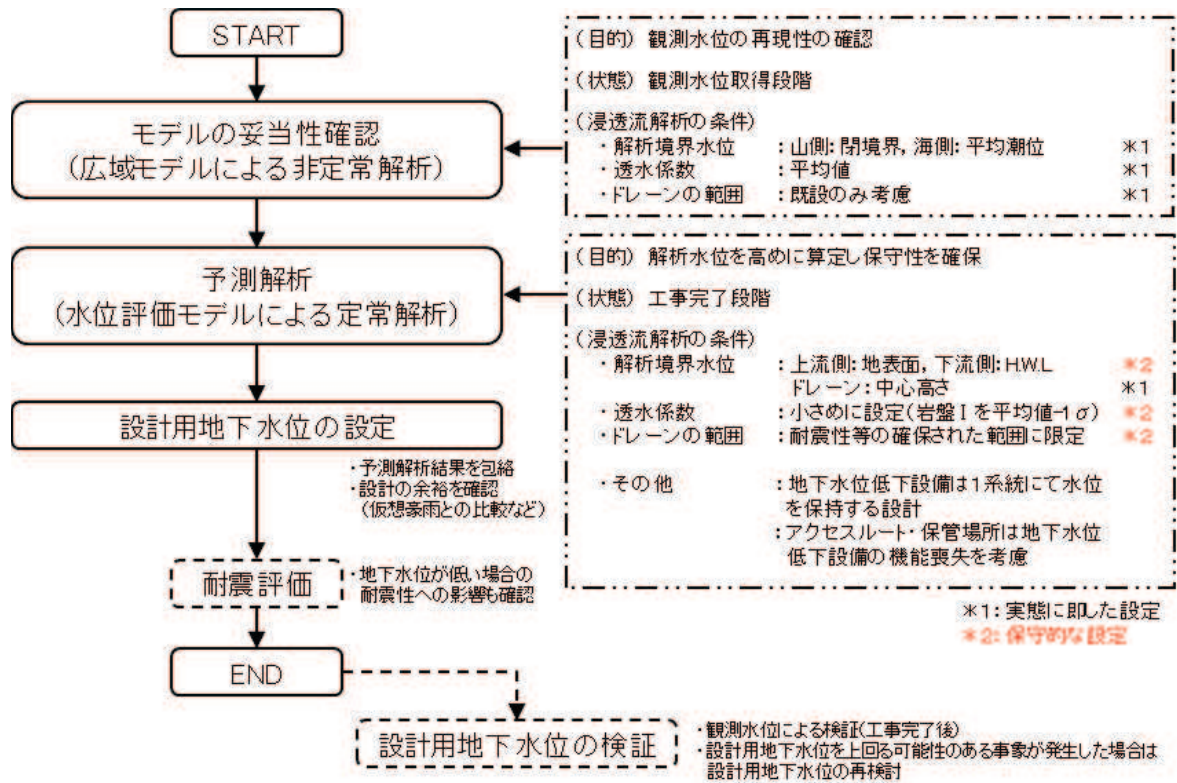 START
モデルの妥当性確認
(広域モデルによる非定常解析)
(目的) 観測水位の再現性の確認
(状態) 観測水位取得段階
(浸透流解析の条件)
・解析境界水位 :山側:閉境界, 海側:平均潮位 *1
・透水係数 :平均値 *1
・ドレーンの範囲 :既設のみ考慮 *1
予測解析
(水位評価モデルによる定常解析)
(目的) 解析水位を高めに算定し保守性を確保
(状態) 工事完了段階
(浸透流解析の条件)
・解析境界水位 :上流側:地表面, 下流側:H.W.L *2
ドレーン:中心高さ *1
・透水係数 :小さめに設定(岩盤Ⅰを平均値-1σ) *2
・ドレーンの範囲 :耐震性等の確保された範囲に限定 *2
・その他 :地下水位低下設備は1系統にて水位
を保持する設計
:アクセスルート・保管場所は地下水位
低下設備の機能喪失を考慮
*1:実態に即した設定
*2:保守的な設定
設計用地下水位の設定
・予測解析結果を包絡
・設計の余裕を確認
(仮想豪雨との比較など)
耐震評価
・地下水位が低い場合の
耐震性への影響も確認
END
設計用地下水位の検証
・観測水位による検証(工事完了後)
・設計用地下水位を上回る可能性のある事象が発生した場合は
設計用地下水位の再検討